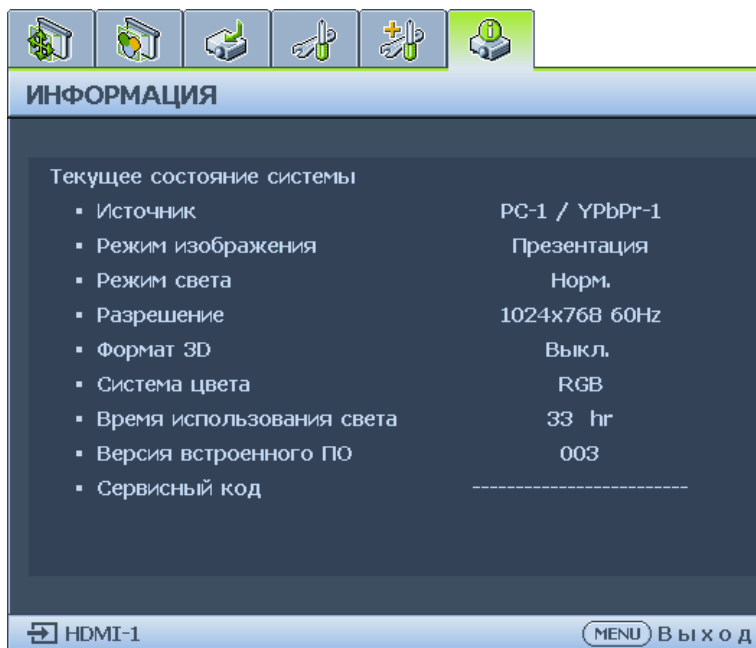 ИНФОРМАЦИЯ
Текущее состояние системы
▪ Источник PC-1 / YPbPr-1
▪ Режим изображения Презентация
▪ Режим света Норм.
▪ Разрешение 1024x768 60Hz
▪ Формат 3D Выкл.
▪ Система цвета RGB
▪ Время использования света 33 hr
▪ Версия встроенного ПО 003
▪ Сервисный код -------------------------
HDMI-1 MENU Выход